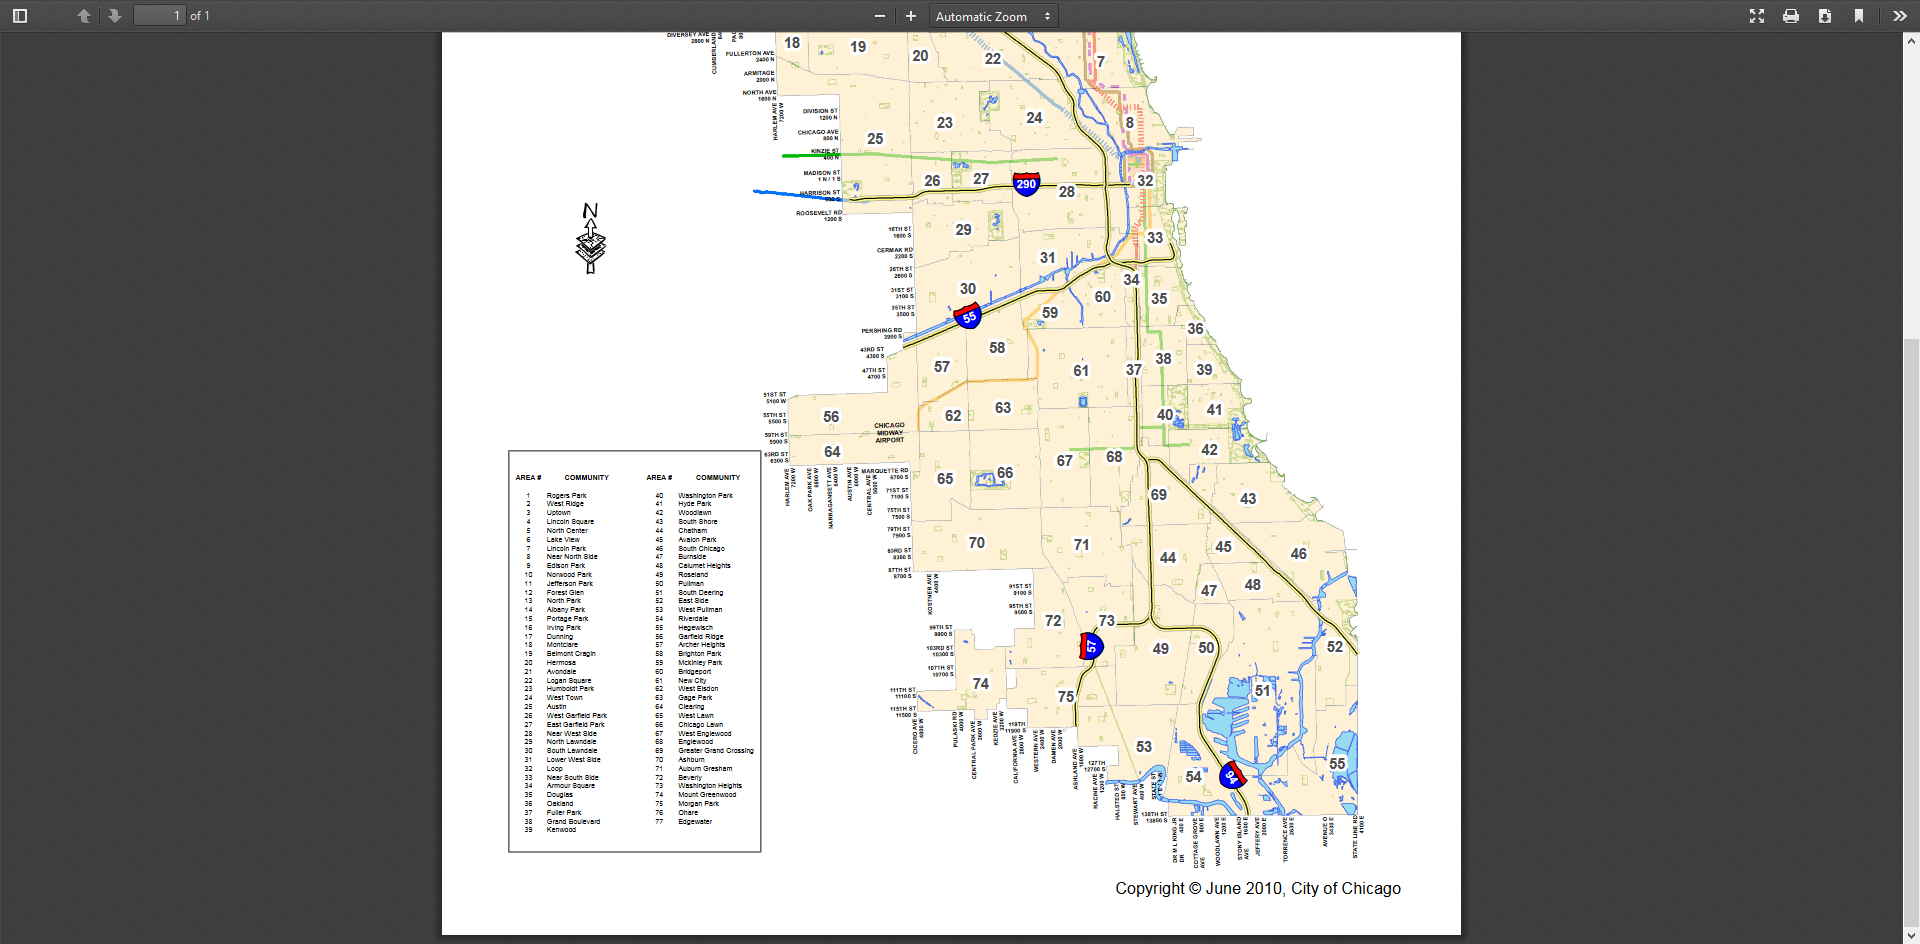 1 of 1
Automatic Zoom
DIVERSEY AVE
2800 N
CUMBERLAND
FULLERTON AVE
2400 N
ARMITAGE
2000 N
NORTH AVE
1600 N
HARLEM AVE
7200 W
DIVISION ST
1200 N
CHICAGO AVE
800 N
KINZIE ST
400 N
MADISON ST
1 N / 1 S
HARRISON ST
600 S
ROOSEVELT RD
1200 S
16TH ST
1600 S
CERMAK RD
2200 S
26TH ST
2600 S
31ST ST
3100 S
35TH ST
3500 S
PERSHING RD
3900 S
43RD ST
4300 S
47TH ST
4700 S
51ST ST
5100 W
55TH ST
5500 S
59TH ST
5900 S
63RD ST
6300 S
18
19
20
22
7
23
24
8
25
26
27
290
28
32
29
33
31
34
30
60
35
55
59
36
58
38
57
61
37
39
56
62
63
40
41
CHICAGO
MIDWAY
AIRPORT
64
67
68
42
65
66
69
43
70
71
44
45
46
47
48
72
73
57
49
50
52
74
75
51
53
54
94
55
HARLEM AVE
7200 W
OAK PARK AVE
6800 W
NARRAGANSETT AVE
6400 W
AUSTIN AVE
6000 W
CENTRAL AVE
5600 W
MARQUETTE RD
6700 S
71ST ST
7100 S
75TH ST
7500 S
79TH ST
7900 S
83RD ST
8300 S
87TH ST
8700 S
KOSTNER AVE
4400 W
91ST ST
9100 S
95TH ST
9500 S
99TH ST
9900 S
103RD ST
10300 S
107TH ST
10700 S
111TH ST
11100 S
115TH ST
11500 S
CICERO AVE
4800 W
PULASKI RD
4000 W
CENTRAL PARK AVE
3600 W
KEDZIE AVE
3200 W
119TH
11900 S
CALIFORNIA AVE
2800 W
WESTERN AVE
2400 W
DAMEN AVE
2000 W
ASHLAND AVE
1600 W
127TH
12700 S
RACINE AVE
1200 W
HALSTED ST
800 W
STEWART AVE
400 W
STATE ST
138TH ST
13800 S
DR M L KING JR
DR
400 E
COTTAGE GROVE
AVE
800 E
WOODLAWN AVE
1200 E
STONY ISLAND
AVE
1600 E
JEFFERY AVE
2000 E
TORRENCE AVE
2630 E
AVENUE O
3430 E
STATE LINE RD
4100 E
N
AREA # COMMUNITY AREA # COMMUNITY
1 Rogers Park 40 Washington Park
2 West Ridge 41 Hyde Park
3 Uptown 42 Woodlawn
4 Lincoln Square 43 South Shore
5 North Center 44 Chatham
6 Lake View 45 Avalon Park
7 Lincoln Park 46 South Chicago
8 Near North Side 47 Burnside
9 Edison Park 48 Calumet Heights
10 Norwood Park 49 Roseland
11 Jefferson Park 50 Pullman
12 Forest Glen 51 South Deering
13 North Park 52 East Side
14 Albany Park 53 West Pullman
15 Portage Park 54 Riverdale
16 Irving Park 55 Hegewisch
17 Dunning 56 Garfield Ridge
18 Montclare 57 Archer Heights
19 Belmont Cragin 58 Brighton Park
20 Hermosa 59 Mckinley Park
21 Avondale 60 Bridgeport
22 Logan Square 61 New City
23 Humboldt Park 62 West Elsdon
24 West Town 63 Gage Park
25 Austin 64 Clearing
26 West Garfield Park 65 West Lawn
27 East Garfield Park 66 Chicago Lawn
28 Near West Side 67 West Englewood
29 North Lawndale 68 Englewood
30 South Lawndale 69 Greater Grand Crossing
31 Lower West Side 70 Ashburn
32 Loop 71 Auburn Gresham
33 Near South Side 72 Beverly
34 Armour Square 73 Washington Heights
35 Douglas 74 Mount Greenwood
36 Oakland 75 Morgan Park
37 Fuller Park 76 Ohare
38 Grand Boulevard 77 Edgewater
39 Kenwood
Copyright © June 2010, City of Chicago